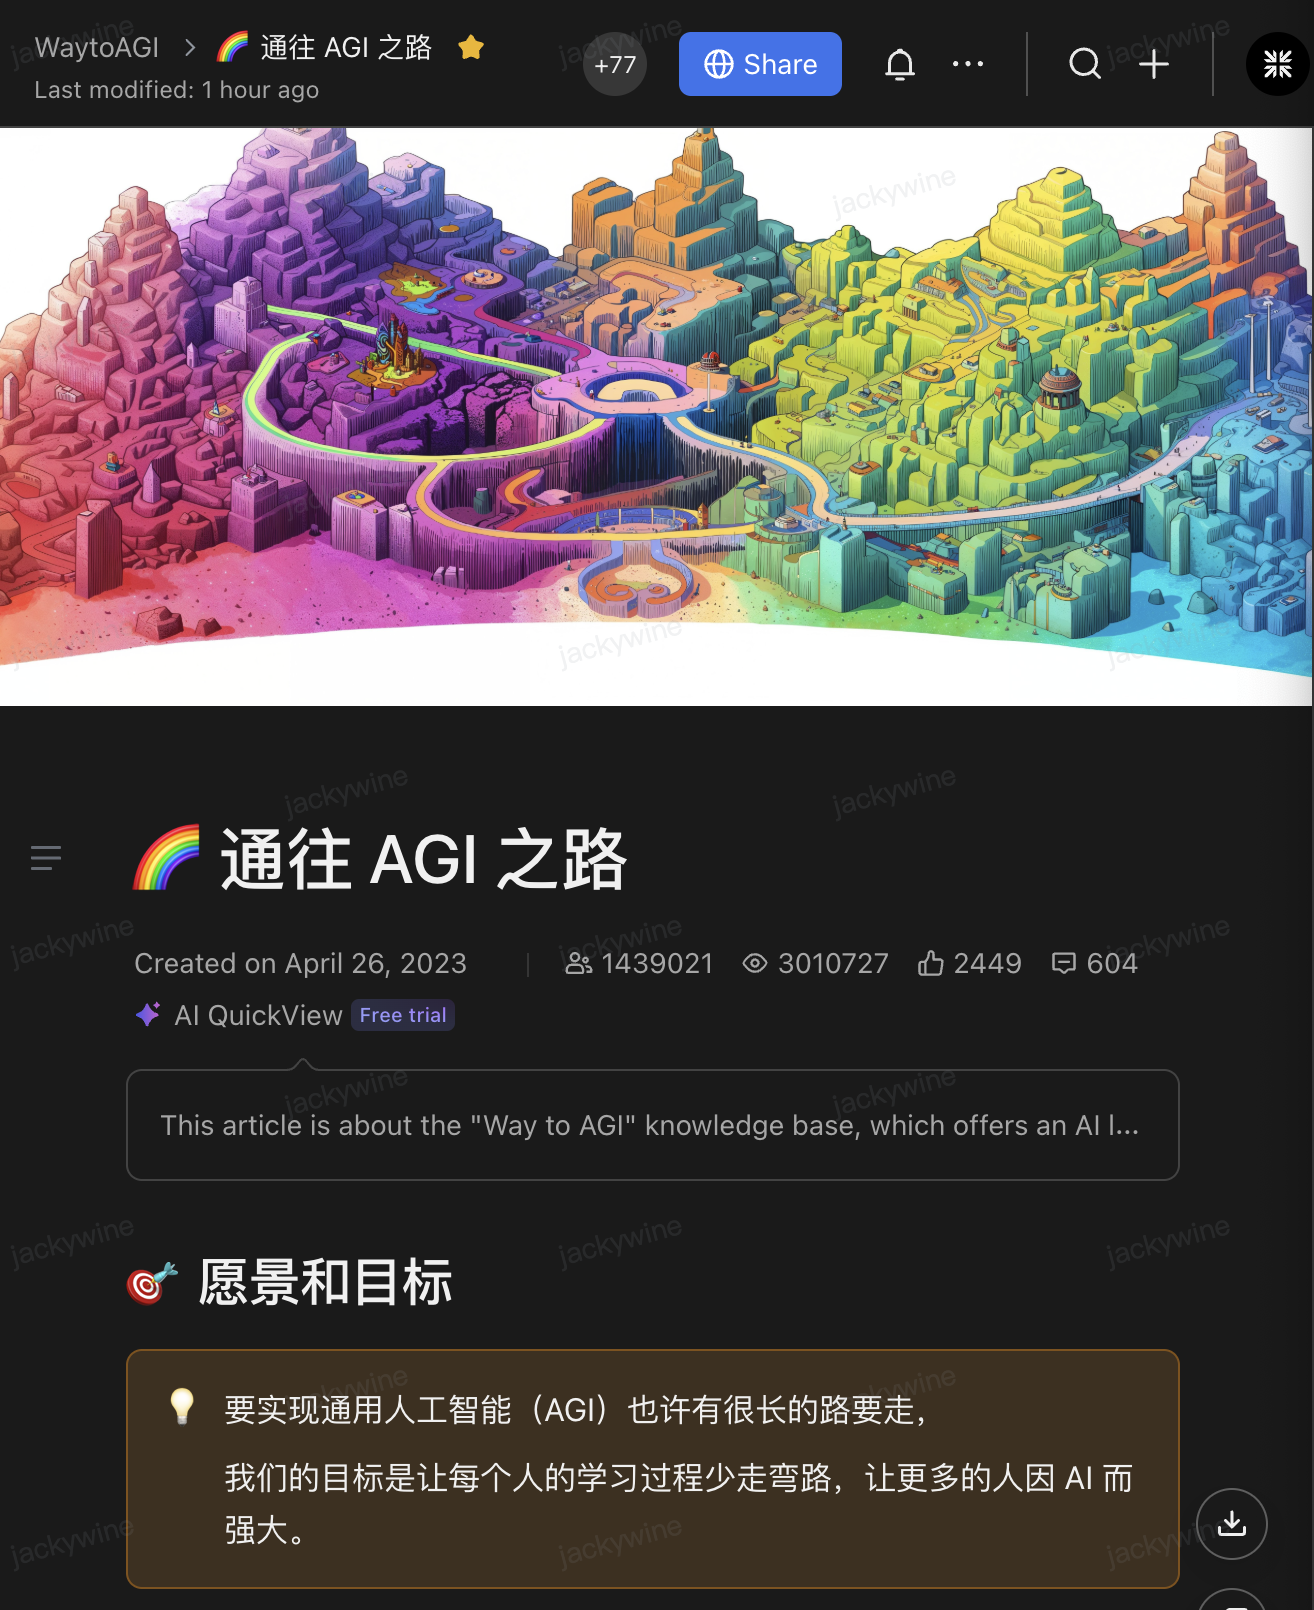 WaytoAGI > 🌈 通往 AGI 之路
Last modified: 1 hour ago
+77
Share
🌈 通往 AGI 之路
Created on April 26, 2023
1439021
3010727
2449
604
AI QuickView Free trial
This article is about the "Way to AGI" knowledge base, which offers an AI l...
🎯 愿景和目标
💡 要实现通用人工智能（AGI）也许有很长的路要走，
我们的目标是让每个人的学习过程少走弯路，让更多的人因 AI 而
强大。
jackywine